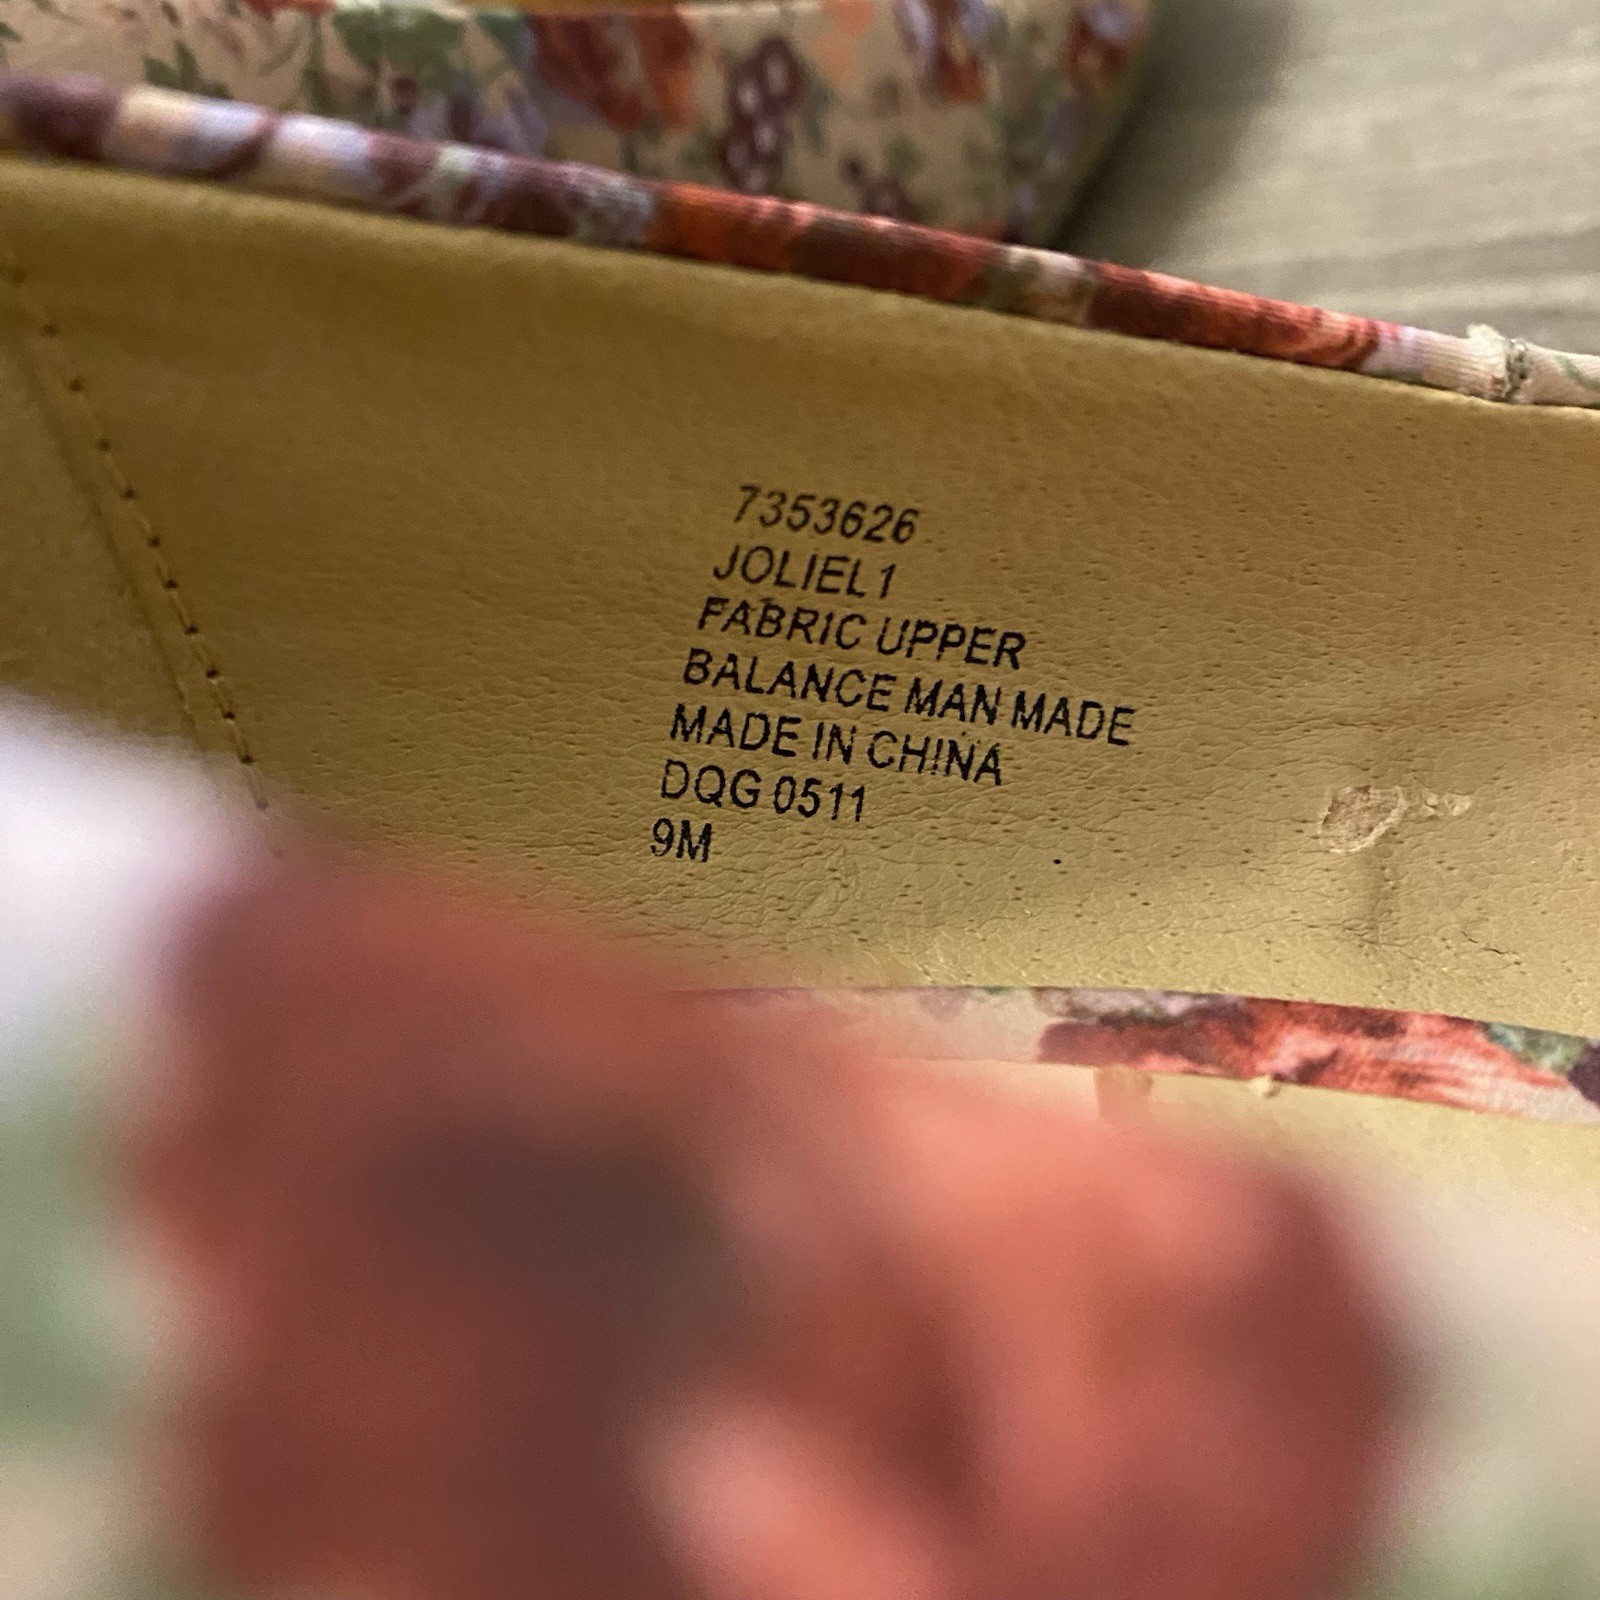 7353626
JOLIEL1
FABRIC UPPER
BALANCE MAN MADE
MADE IN CHINA
DQG 0511
9M